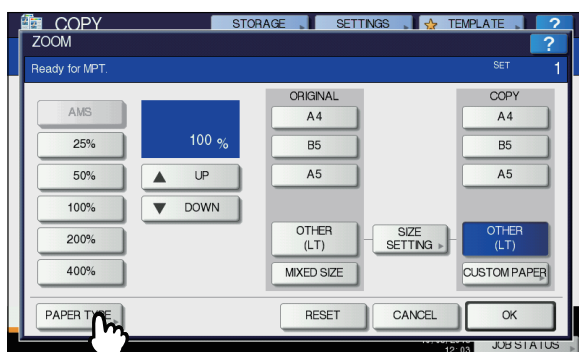 COPY STORAGE SETTINGS TEMPLATE ?
ZOOM ?
Ready for MPT. SET 1
ORIGINAL COPY
AMS A4 A4
25% 100 % B5 B5
50% UP A5 A5
100% DOWN
200% OTHER (LT) SIZE SETTING OTHER (LT)
400% MIXED SIZE CUSTOM PAPER
PAPER TYPE RESET CANCEL OK
12:03 JOB STATUS